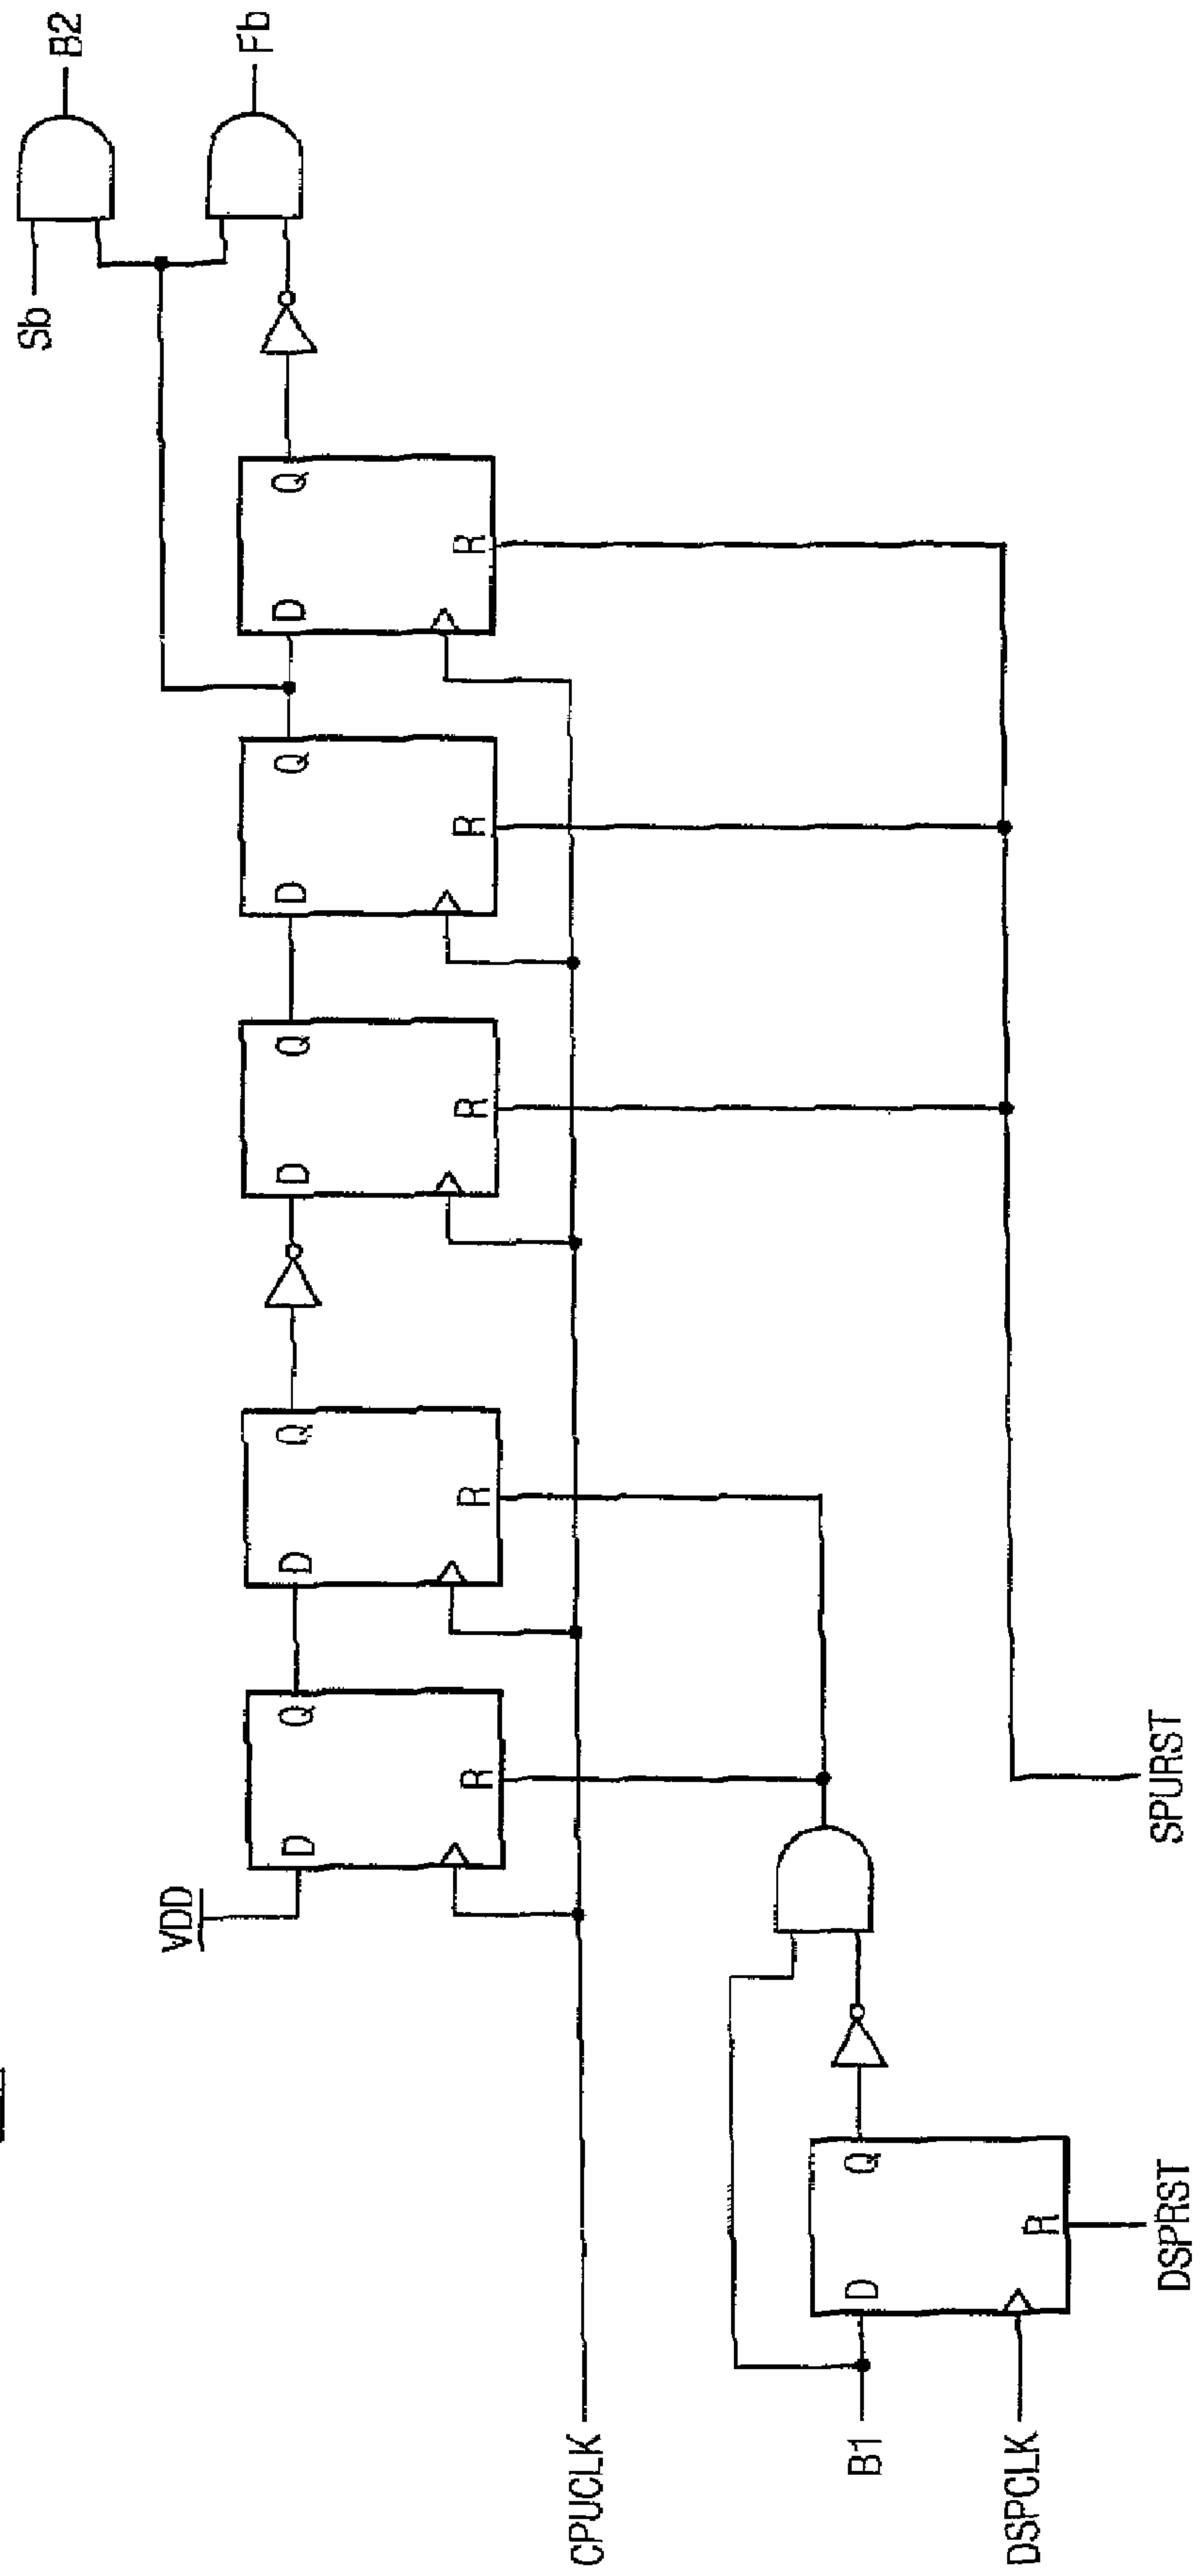 B2
Fb
Sb
Q
D
R
Q
D
R
Q
D
R
Q
D
R
Q
D
R
VDD
CPUCLK
SPURST
Q
D
R
B1
DSPCLK
DSPRST